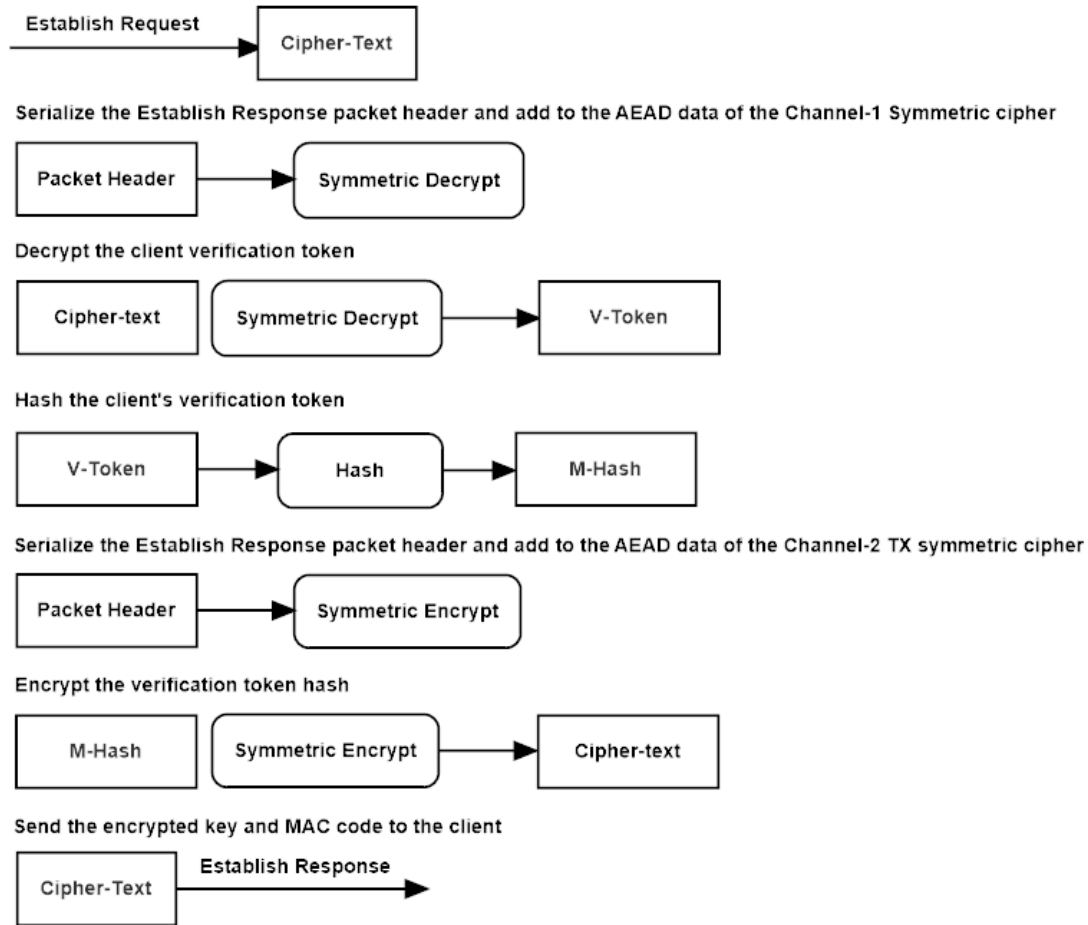 Establish Request
Cipher-Text
Serialize the Establish Response packet header and add to the AEAD data of the Channel-1 Symmetric cipher
Packet Header Symmetric Decrypt
Decrypt the client verification token
Cipher-text Symmetric Decrypt V-Token
Hash the client's verification token
V-Token Hash M-Hash
Serialize the Establish Response packet header and add to the AEAD data of the Channel-2 TX symmetric cipher
Packet Header Symmetric Encrypt
Encrypt the verification token hash
M-Hash Symmetric Encrypt Cipher-text
Send the encrypted key and MAC code to the client
Cipher-Text Establish Response